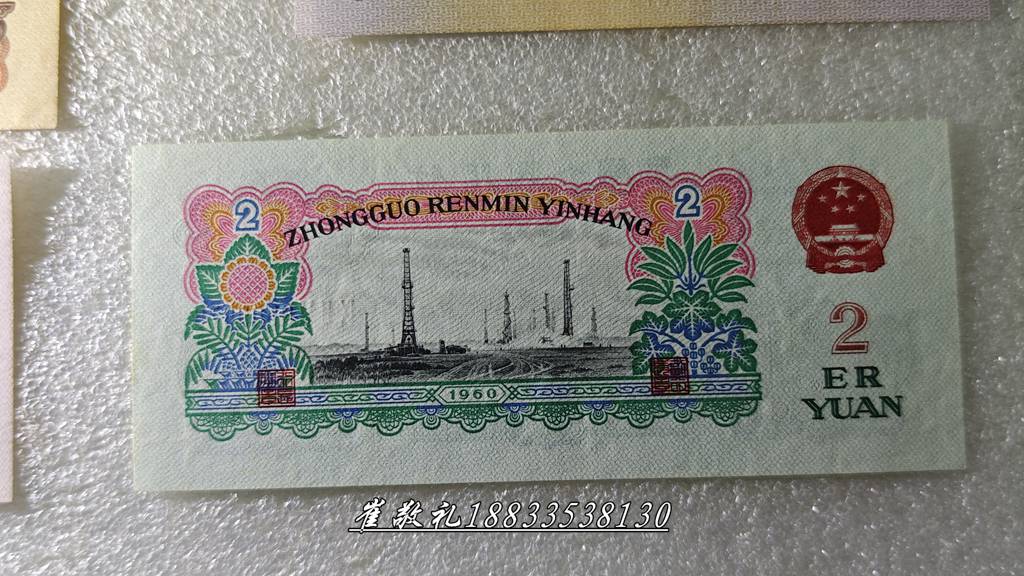 2
2
ZHONGGUO RENMIN YINHANG
1960
2
ER
YUAN
崔敬礼18833538130